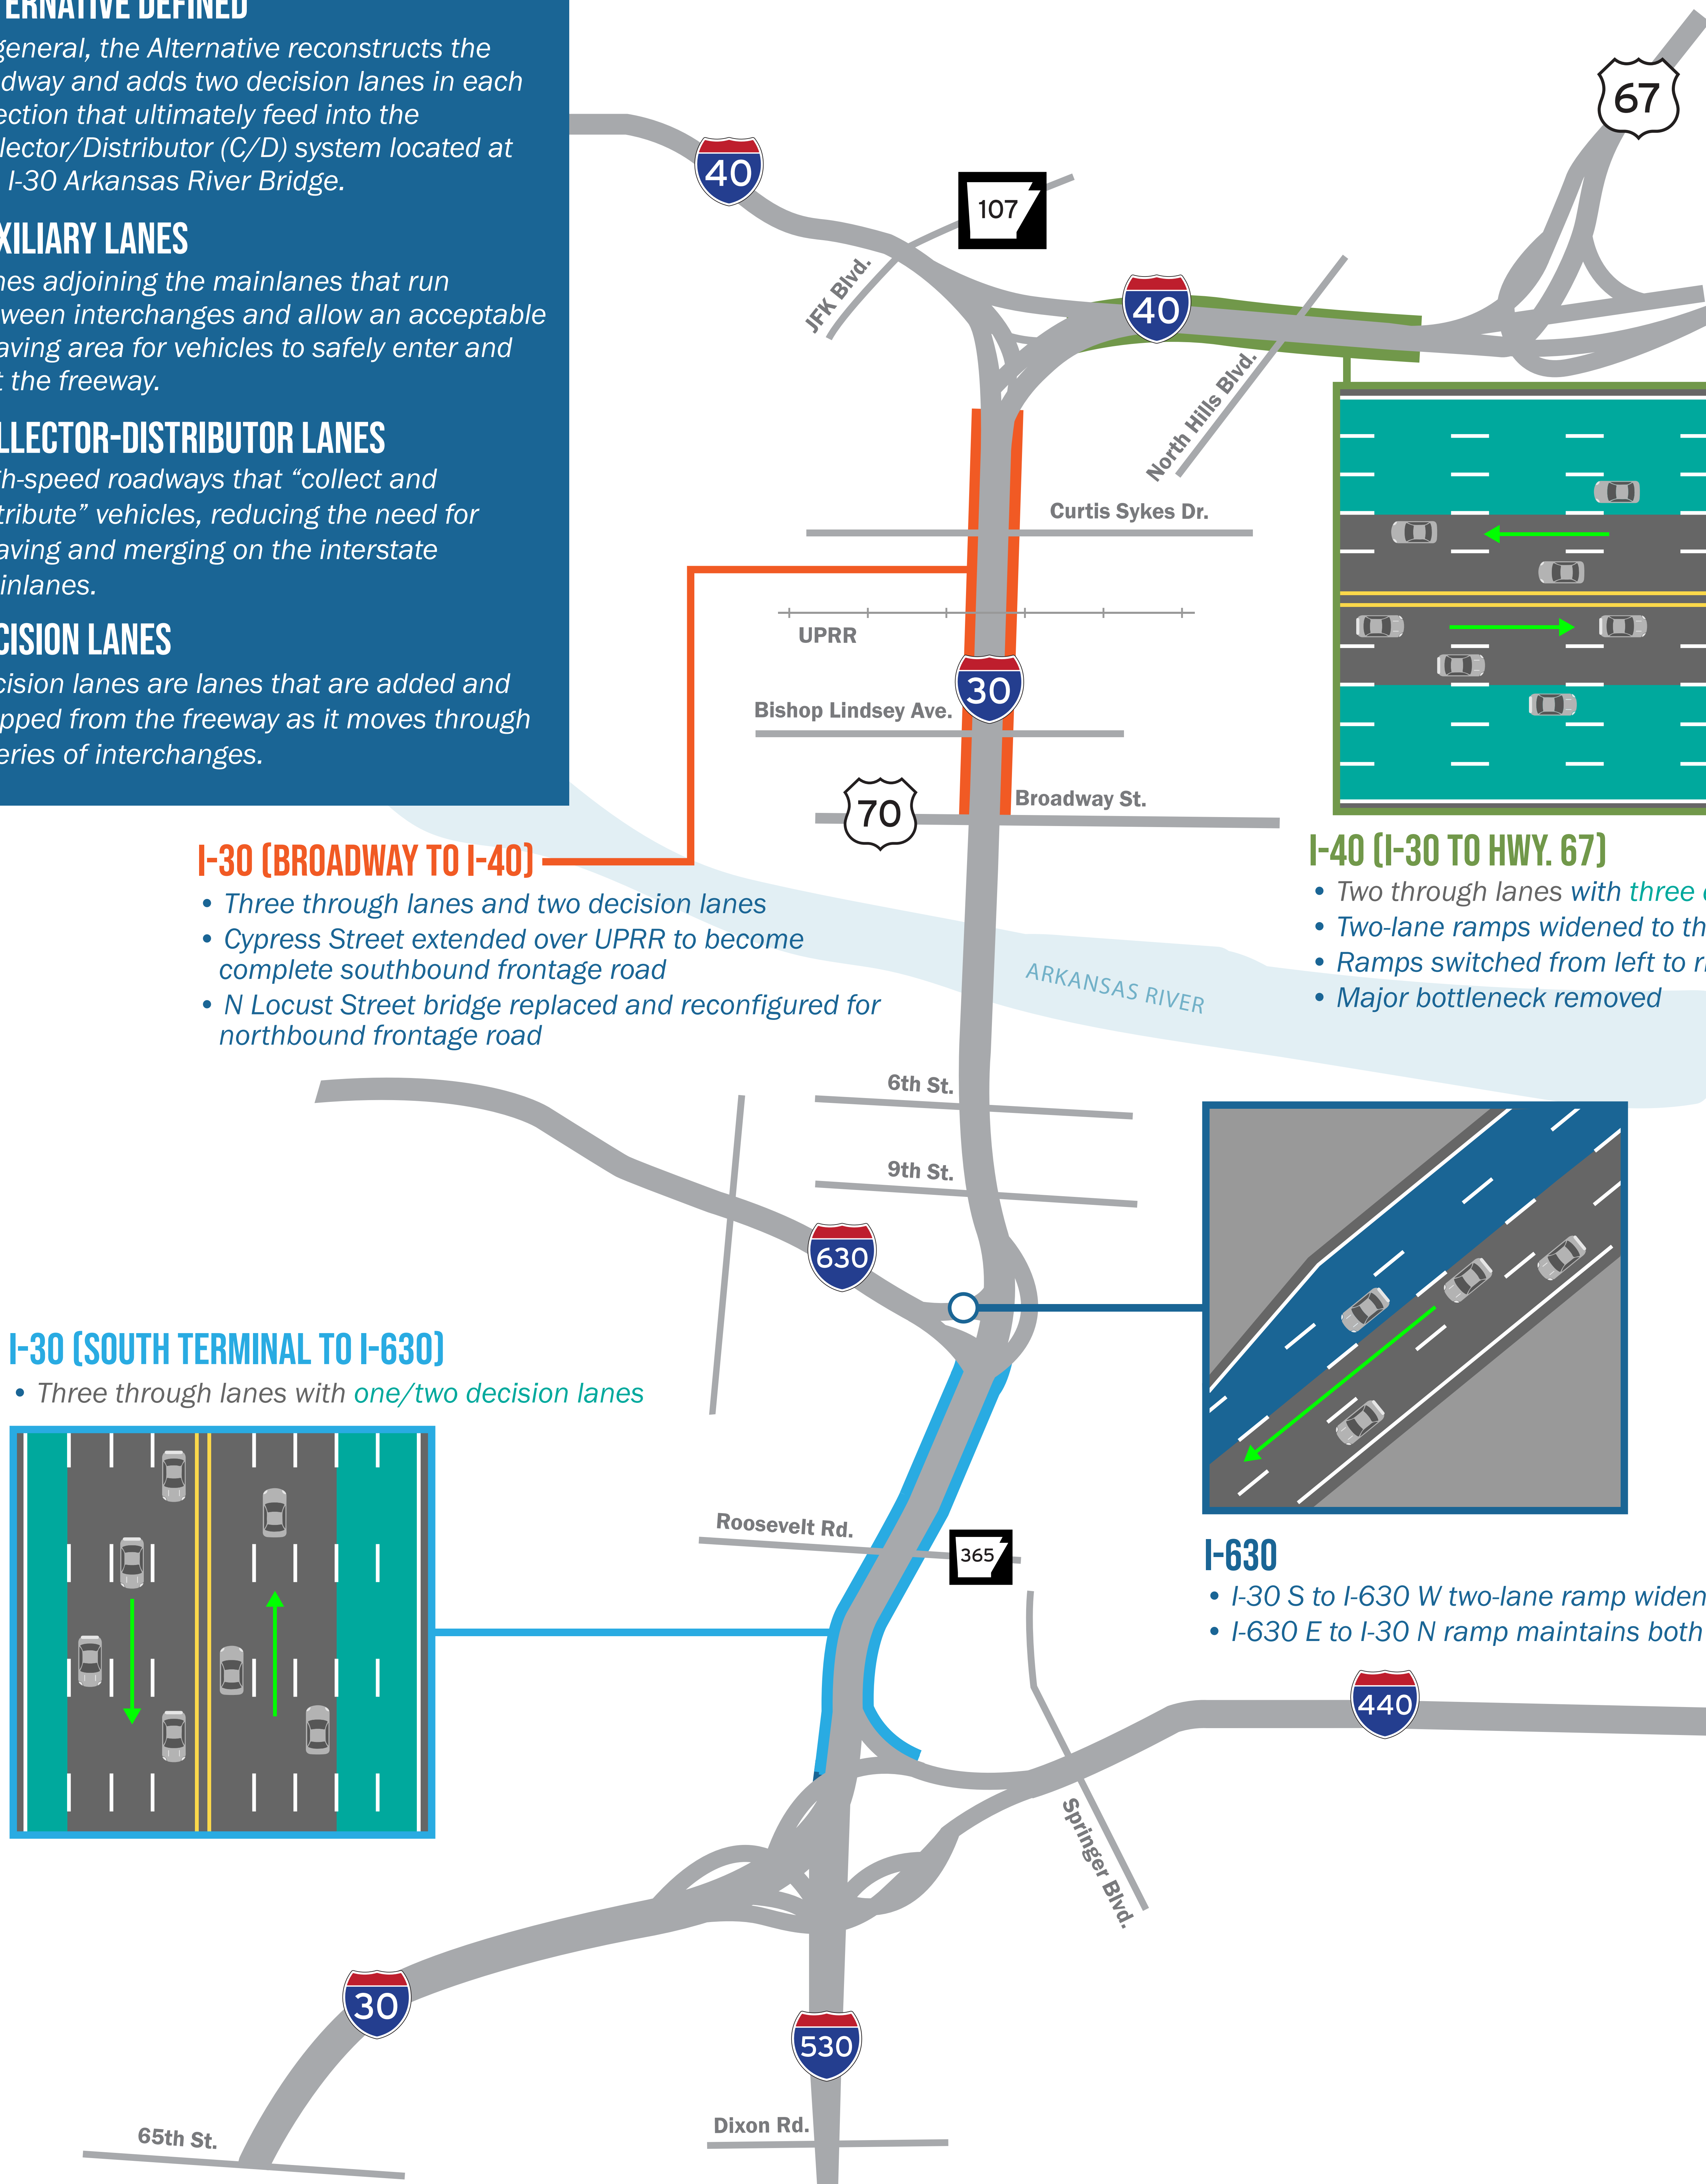 ERNATIVE DEFINED
general, the Alternative reconstructs the
dway and adds two decision lanes in each
ection that ultimately feed into the
lector/Distributor (C/D) system located at
I-30 Arkansas River Bridge.
XILIARY LANES
nes adjoining the mainlanes that run
ween interchanges and allow an acceptable
aving area for vehicles to safely enter and
t the freeway.
LLECTOR-DISTRIBUTOR LANES
h-speed roadways that “collect and
tribute” vehicles, reducing the need for
aving and merging on the interstate
inlanes.
CISION LANES
cision lanes are lanes that are added and
pped from the freeway as it moves through
eries of interchanges.
67
40
107
JFK Blvd.
40
North Hills Blvd.
Curtis Sykes Dr.
UPRR
30
Bishop Lindsey Ave.
70
Broadway St.
I-30 (BROADWAY TO I-40)
• Three through lanes and two decision lanes
• Cypress Street extended over UPRR to become
complete southbound frontage road
• N Locust Street bridge replaced and reconfigured for
northbound frontage road
I-40 (I-30 TO HWY. 67)
• Two through lanes with three
• Two-lane ramps widened to th
• Ramps switched from left to r
• Major bottleneck removed
ARKANSAS RIVER
6th St.
9th St.
630
I-30 (SOUTH TERMINAL TO I-630)
• Three through lanes with one/two decision lanes
Roosevelt Rd.
365
I-630
• I-30 S to I-630 W two-lane ramp widen
• I-630 E to I-30 N ramp maintains both
440
Springer Blvd.
30
530
Dixon Rd.
65th St.